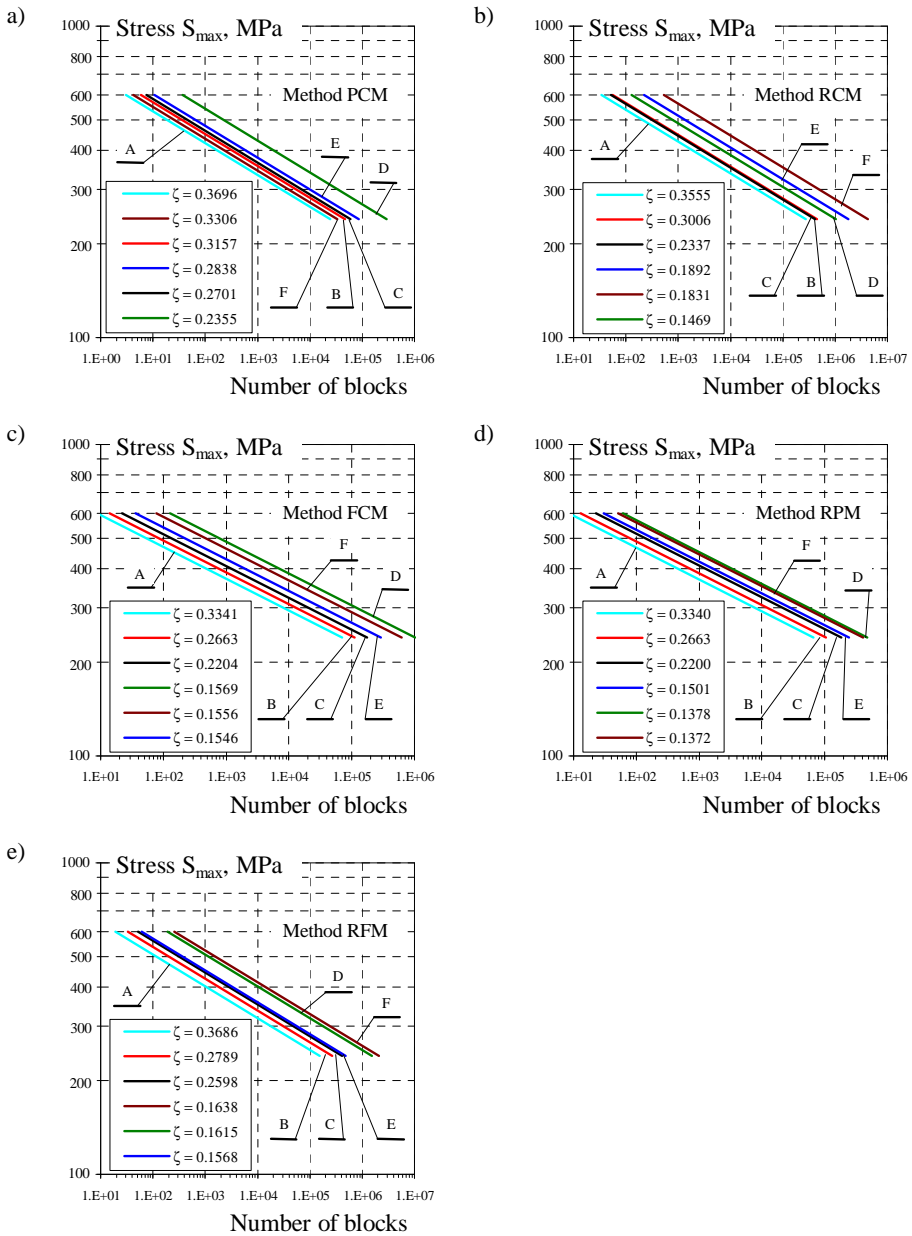 a)
Stress Smax, MPa
Method PCM
1000
800
600
500
400
300
200
100
A
E
D
F
B
C
ζ = 0.3696
ζ = 0.3306
ζ = 0.3157
ζ = 0.2838
ζ = 0.2701
ζ = 0.2355
1.E+00 1.E+01 1.E+02 1.E+03 1.E+04 1.E+05 1.E+06
Number of blocks
b)
Stress Smax, MPa
Method RCM
1000
800
600
500
400
300
200
100
A
E
F
C
B
D
ζ = 0.3555
ζ = 0.3006
ζ = 0.2337
ζ = 0.1892
ζ = 0.1831
ζ = 0.1469
1.E+01 1.E+02 1.E+03 1.E+04 1.E+05 1.E+06 1.E+07
Number of blocks
c)
Stress Smax, MPa
Method FCM
1000
800
600
500
400
300
200
100
A
F
D
B
C
E
ζ = 0.3341
ζ = 0.2663
ζ = 0.2204
ζ = 0.1569
ζ = 0.1556
ζ = 0.1546
1.E+01 1.E+02 1.E+03 1.E+04 1.E+05 1.E+06
Number of blocks
d)
Stress Smax, MPa
Method RPM
1000
800
600
500
400
300
200
100
A
F
D
B
C
E
ζ = 0.3340
ζ = 0.2663
ζ = 0.2200
ζ = 0.1501
ζ = 0.1378
ζ = 0.1372
1.E+01 1.E+02 1.E+03 1.E+04 1.E+05 1.E+06
Number of blocks
e)
Stress Smax, MPa
Method RFM
1000
800
600
500
400
300
200
100
A
D
F
B
C
E
ζ = 0.3686
ζ = 0.2789
ζ = 0.2598
ζ = 0.1638
ζ = 0.1615
ζ = 0.1568
1.E+01 1.E+02 1.E+03 1.E+04 1.E+05 1.E+06 1.E+07
Number of blocks